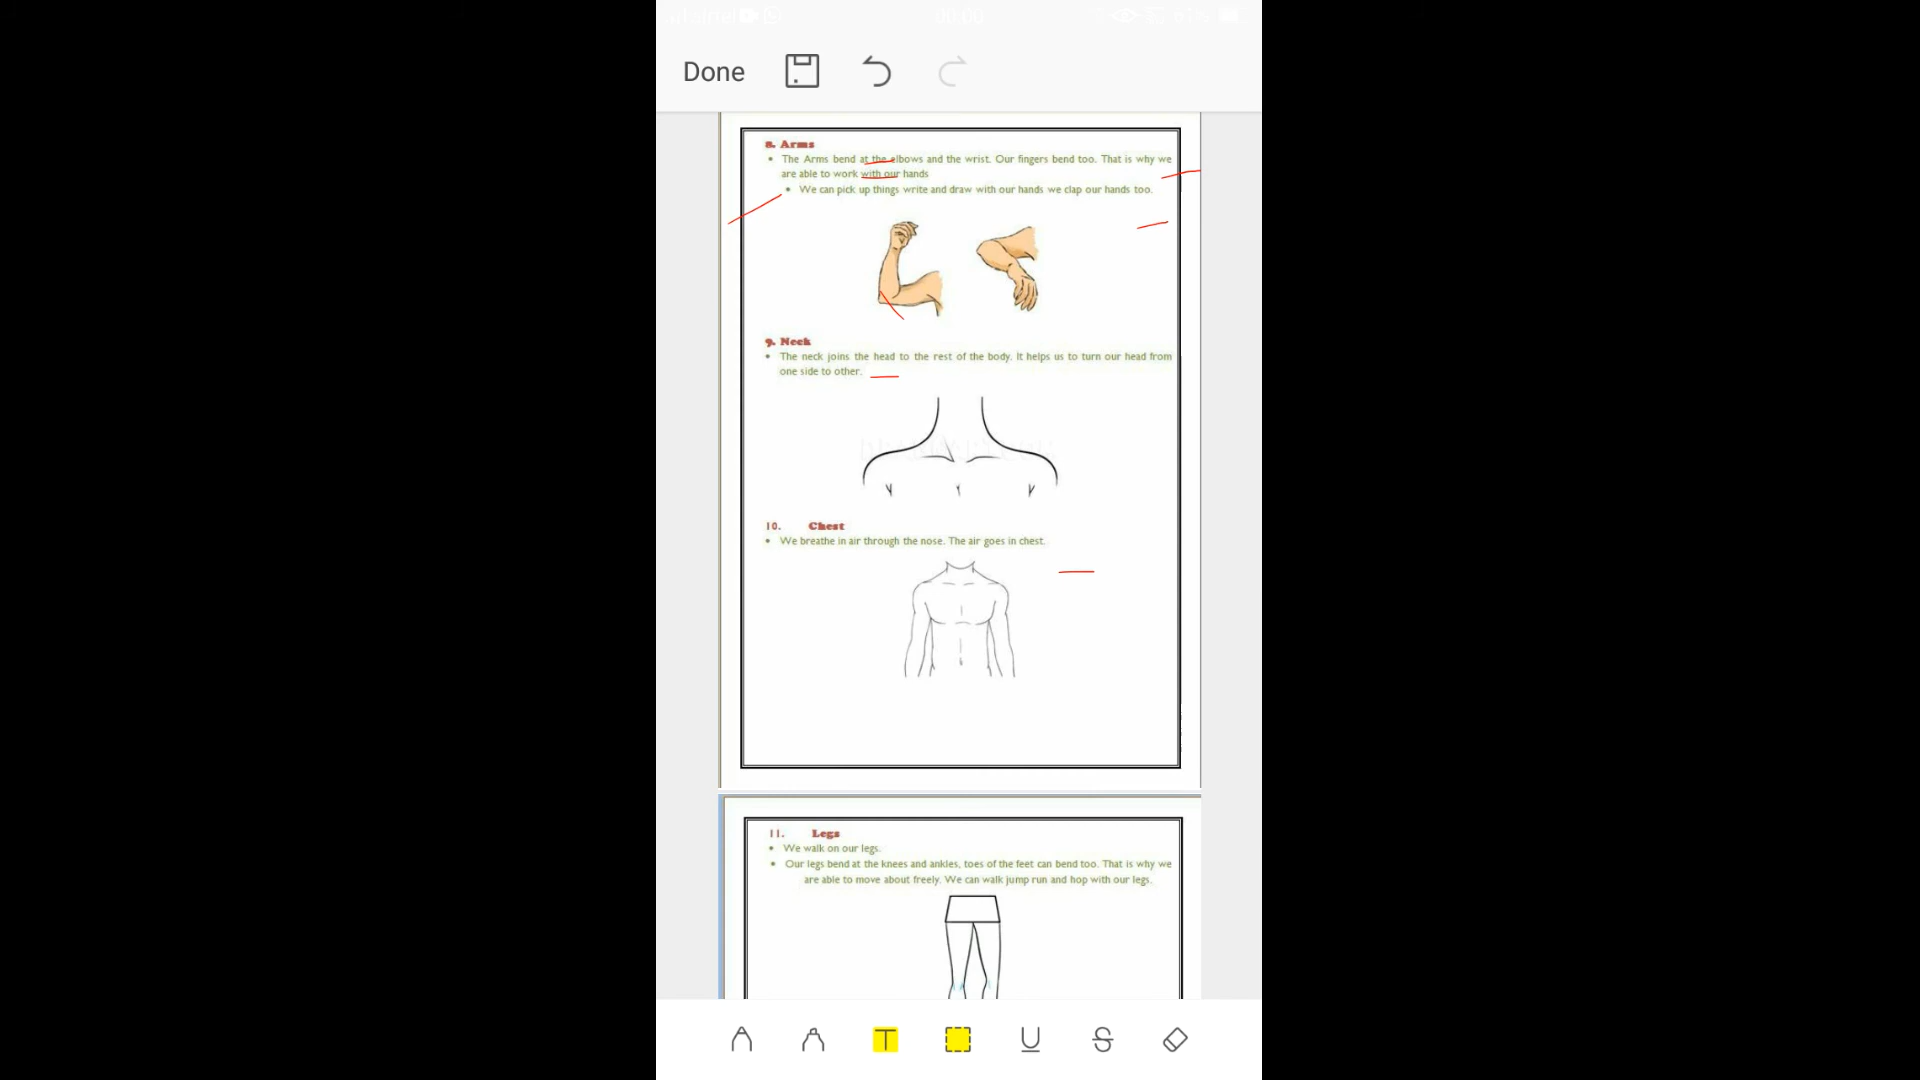 Done
8. Arms
• The Arms bend at the elbows and the wrist. Our fingers bend too. That is why we
are able to work with our hands
• We can pick up things write and draw with our hands we clap our hands too.
9. Neck
• The neck joins the head to the rest of the body. It helps us to turn our head from
one side to other.
10. Chest
• We breathe in air through the nose. The air goes in chest.
11. Legs
• We walk on our legs.
• Our legs bend at the knees and ankles, toes of the feet can bend too. That is why we
are able to move about freely. We can walk jump run and hop with our legs.